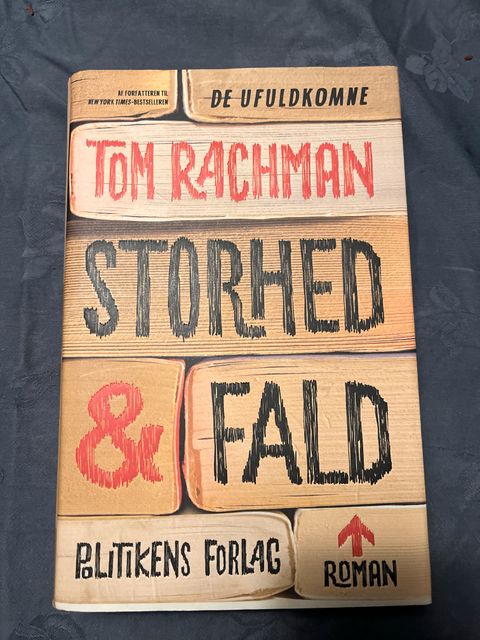 AF FORFATTEREN TIL
NEW YORK TIMES-BESTSELLEREN
DE UFULDKOMNE
TOM RACHMAN
STORHED
& FALD
POLITIKENS FORLAG
ROMAN